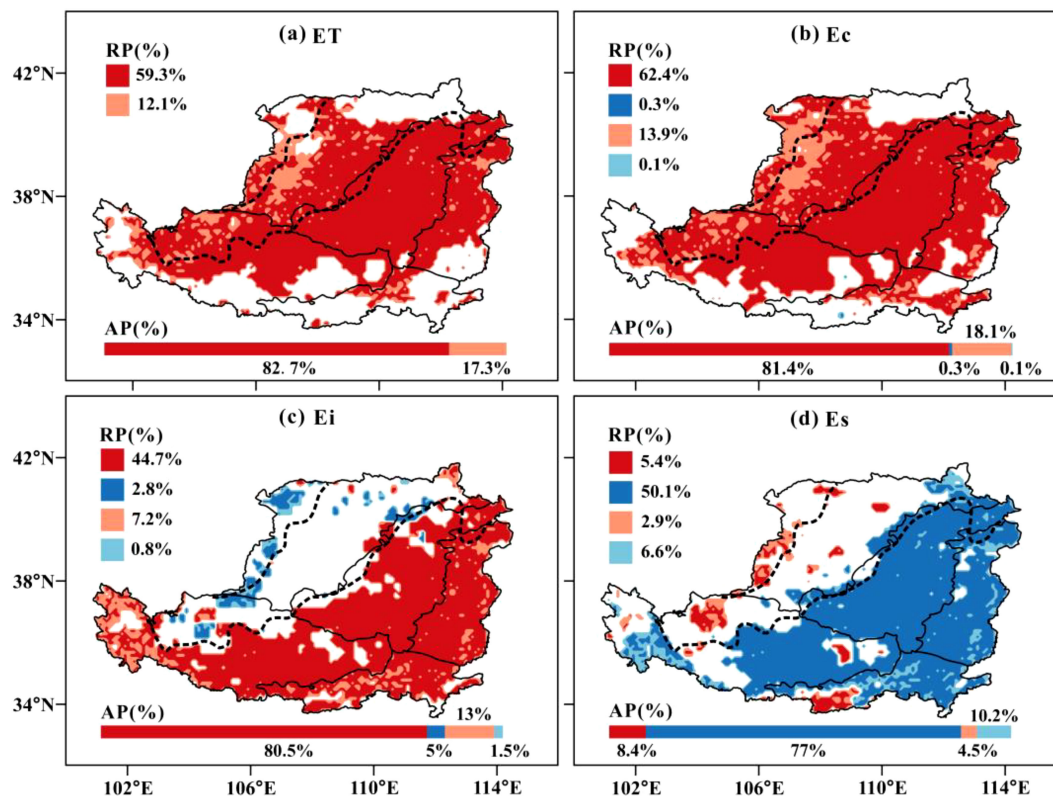 (a) ET
RP(%)
59.3%
12.1%
42°N
38°N
34°N
AP(%)
82.7%
17.3%
(b) Ec
RP(%)
62.4%
0.3%
13.9%
0.1%
AP(%)
18.1%
81.4%
0.3%
0.1%
(c) Ei
RP(%)
44.7%
2.8%
7.2%
0.8%
42°N
38°N
34°N
AP(%)
13%
80.5%
5%
1.5%
102°E
106°E
110°E
114°E
(d) Es
RP(%)
5.4%
50.1%
2.9%
6.6%
AP(%)
10.2%
8.4%
77%
4.5%
102°E
106°E
110°E
114°E